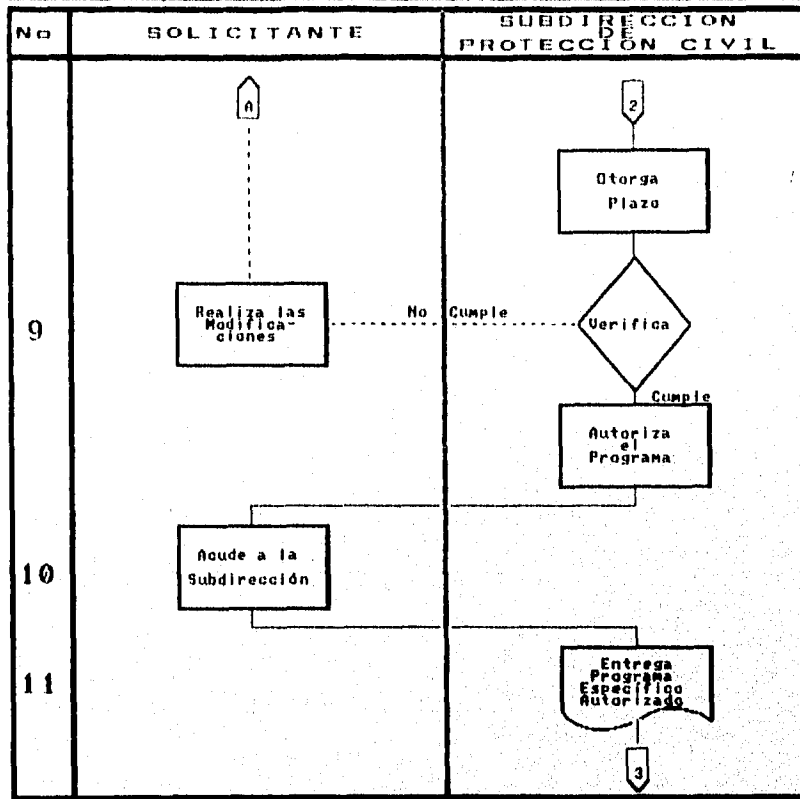 No
SOLICITANTE
SUBDIRECCION
DE
PROTECCIÓN CIVIL
A
2
Otorga
Plazo
9
Realiza las
Modifica-
ciones
No Cumple
Verifica
Cumple
Autoriza
el
Programa
10
Acude a la
Subdirección
11
Entrega
Programa
Específico
Autorizado
3